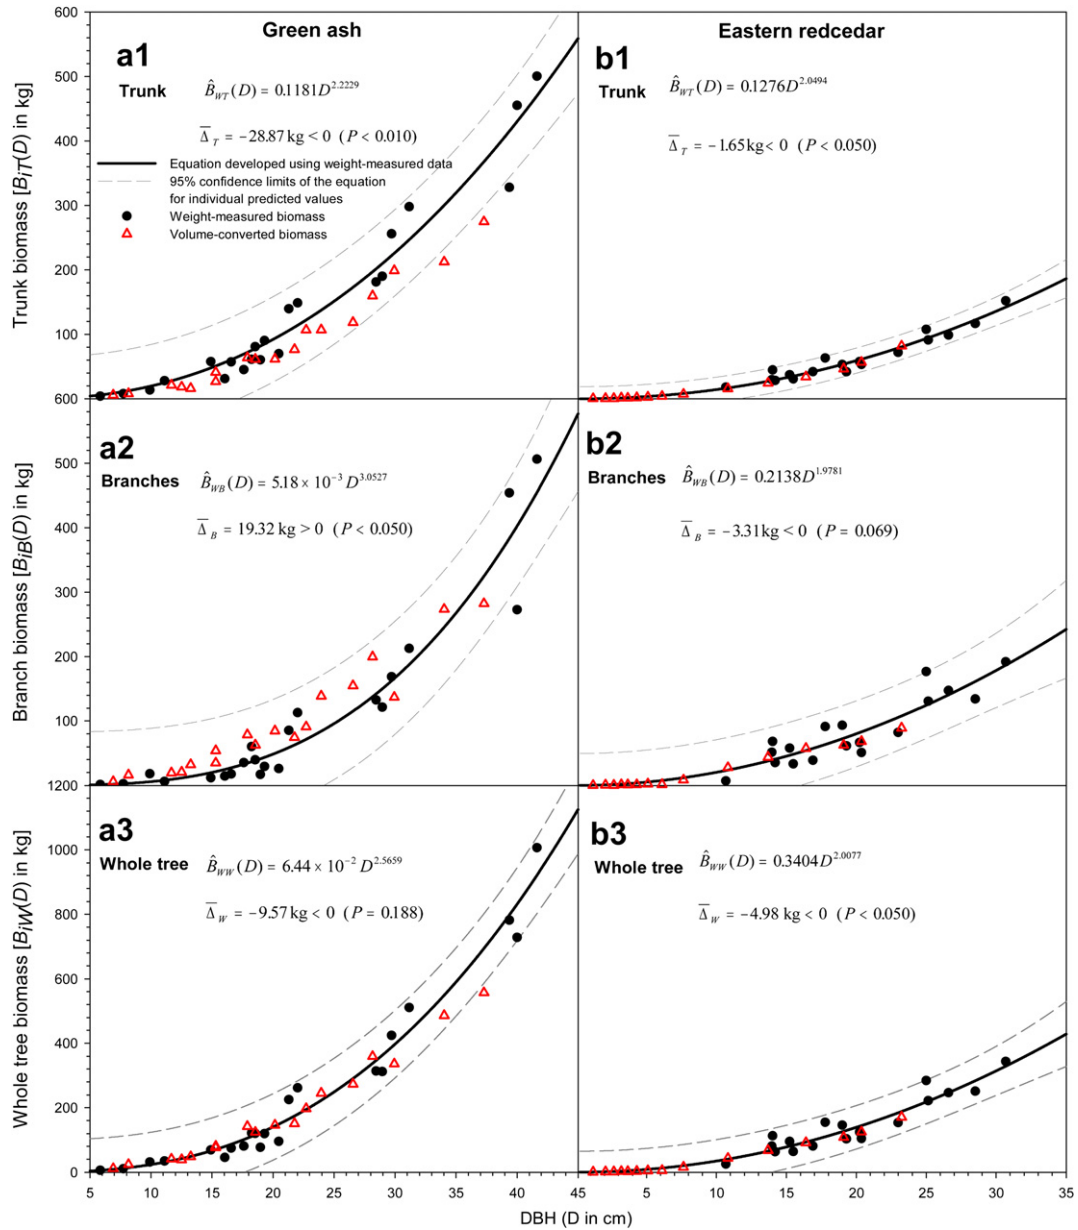 Green ash
Eastern redcedar
600
500
400
300
200
100
600
Trunk biomass [BiT(D) in kg]
a1
Trunk
B̂WT(D) = 0.1181D^2.2229
Δ̄T = −28.87 kg < 0 (P < 0.010)
Equation developed using weight-measured data
95% confidence limits of the equation
for individual predicted values
Weight-measured biomass
Volume-converted biomass
b1
Trunk
B̂WT(D) = 0.1276D^2.0494
Δ̄T = −1.65 kg < 0 (P < 0.050)
500
400
300
200
100
1200
Branch biomass [BiB(D) in kg]
a2
Branches
B̂WB(D) = 5.18 × 10^−3 D^3.0527
Δ̄B = 19.32 kg > 0 (P < 0.050)
b2
Branches
B̂WB(D) = 0.2138D^1.9781
Δ̄B = −3.31 kg < 0 (P = 0.069)
1000
800
600
400
200
0
Whole tree biomass [BiW(D) in kg]
a3
Whole tree
B̂WW(D) = 6.44 × 10^−2 D^2.5659
Δ̄W = −9.57 kg < 0 (P = 0.188)
b3
Whole tree
B̂WW(D) = 0.3404D^2.0077
Δ̄W = −4.98 kg < 0 (P < 0.050)
5 10 15 20 25 30 35 40 45 5 10 15 20 25 30 35
DBH (D in cm)